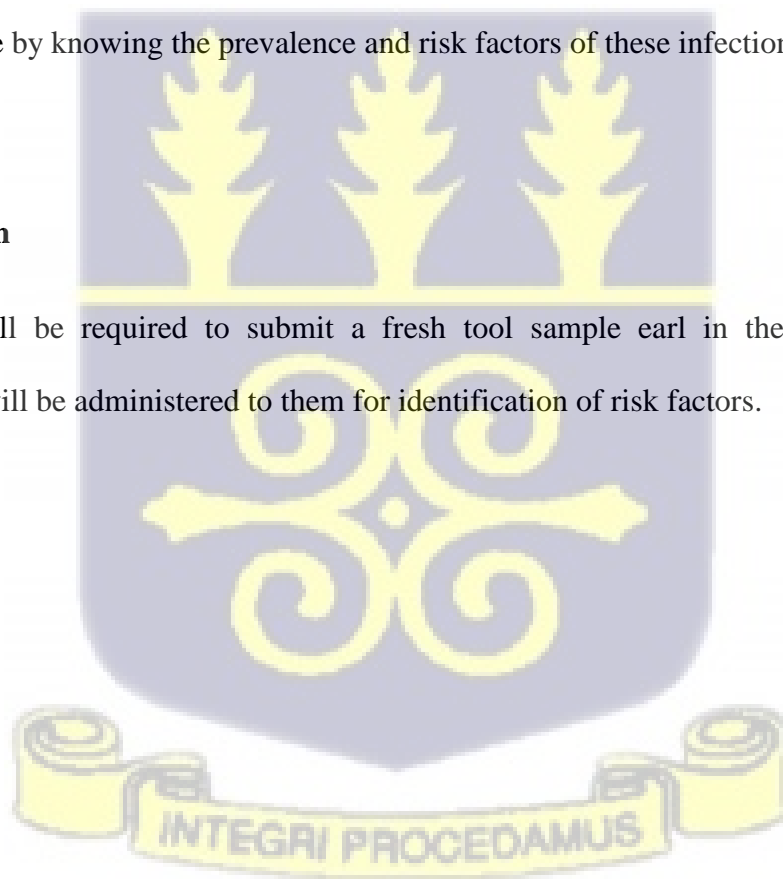 e by knowing the prevalence and risk factors of these infection
n
ll be required to submit a fresh tool sample earl in the
will be administered to them for identification of risk factors.
INTEGRI PROCEDAMUS